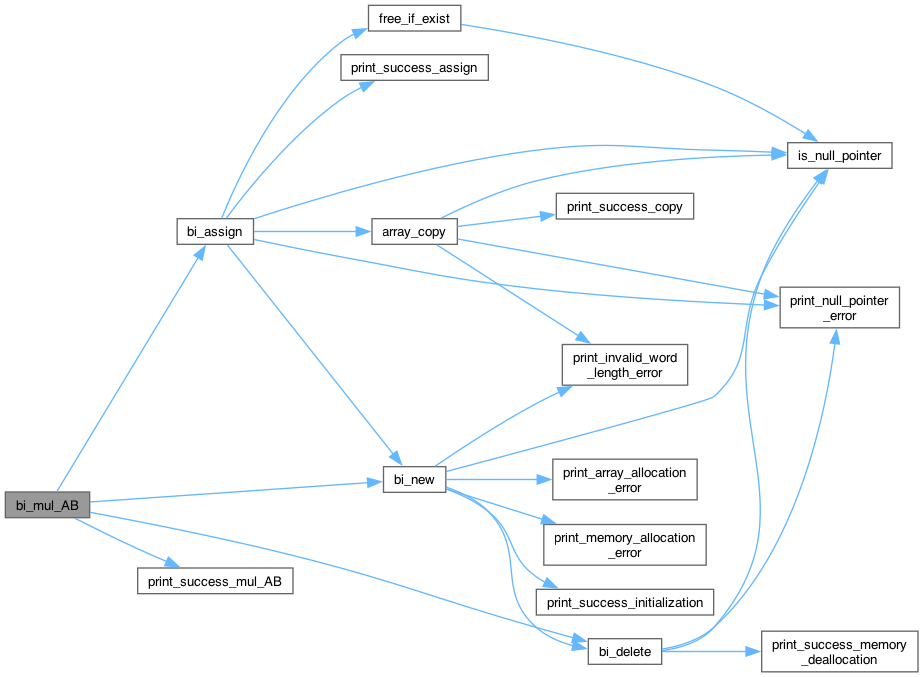 free_if_exist
print_success_assign
is_null_pointer
print_success_copy
bi_assign
array_copy
print_null_pointer
_error
print_invalid_word
_length_error
bi_new
print_array_allocation
_error
bi_mul_AB
print_memory_allocation
_error
print_success_mul_AB
print_success_initialization
bi_delete
print_success_memory
_deallocation